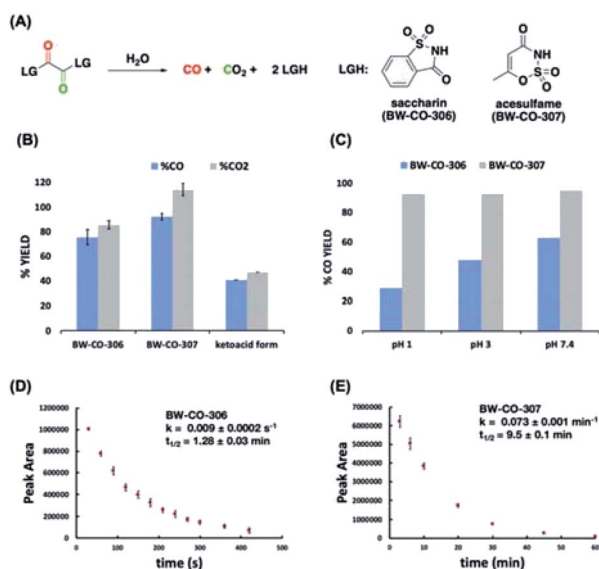 (A)
O
LG
LG
O
H₂O
CO + CO₂ + 2 LGH
LGH:
O O
S
NH
O
saccharin
(BW-CO-306)
O
NH
O S O
O
acesulfame
(BW-CO-307)
(B)
%CO %CO2
% YIELD
120
100
80
60
40
20
0
BW-CO-306 BW-CO-307 ketoacid form
(C)
BW-CO-306 BW-CO-307
% CO YIELD
100
80
60
40
20
0
pH 1 pH 3 pH 7.4
(D)
BW-CO-306
k = 0.009 ± 0.0002 s⁻¹
t₁/₂ = 1.28 ± 0.03 min
Peak Area
1200000
1000000
800000
600000
400000
200000
0
0 100 200 300 400 500
time (s)
(E)
BW-CO-307
k = 0.073 ± 0.001 min⁻¹
t₁/₂ = 9.5 ± 0.1 min
Peak Area
7000000
6000000
5000000
4000000
3000000
2000000
1000000
0
0 10 20 30 40 50 60
time (min)